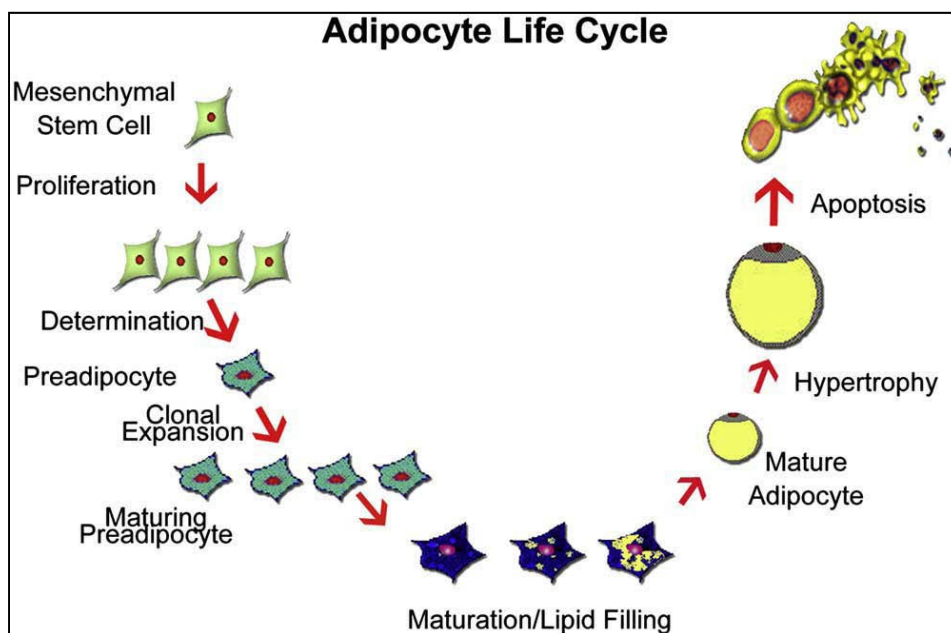 Adipocyte Life Cycle
Mesenchymal
Stem Cell
Proliferation
Determination
Preadipocyte
Clonal
Expansion
Maturing
Preadipocyte
Maturation/Lipid Filling
Mature
Adipocyte
Hypertrophy
Apoptosis